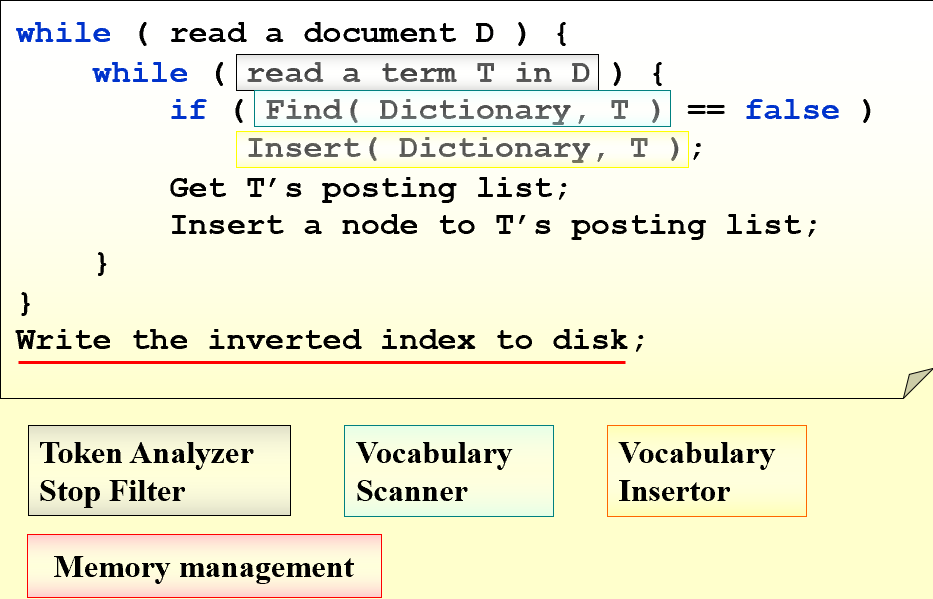 while ( read a document D ) {
while ( read a term T in D ) {
if ( Find( Dictionary, T ) == false )
Insert( Dictionary, T );
Get T’s posting list;
Insert a node to T’s posting list;
}
}
Write the inverted index to disk;
Token Analyzer
Stop Filter
Vocabulary
Scanner
Vocabulary
Insertor
Memory management